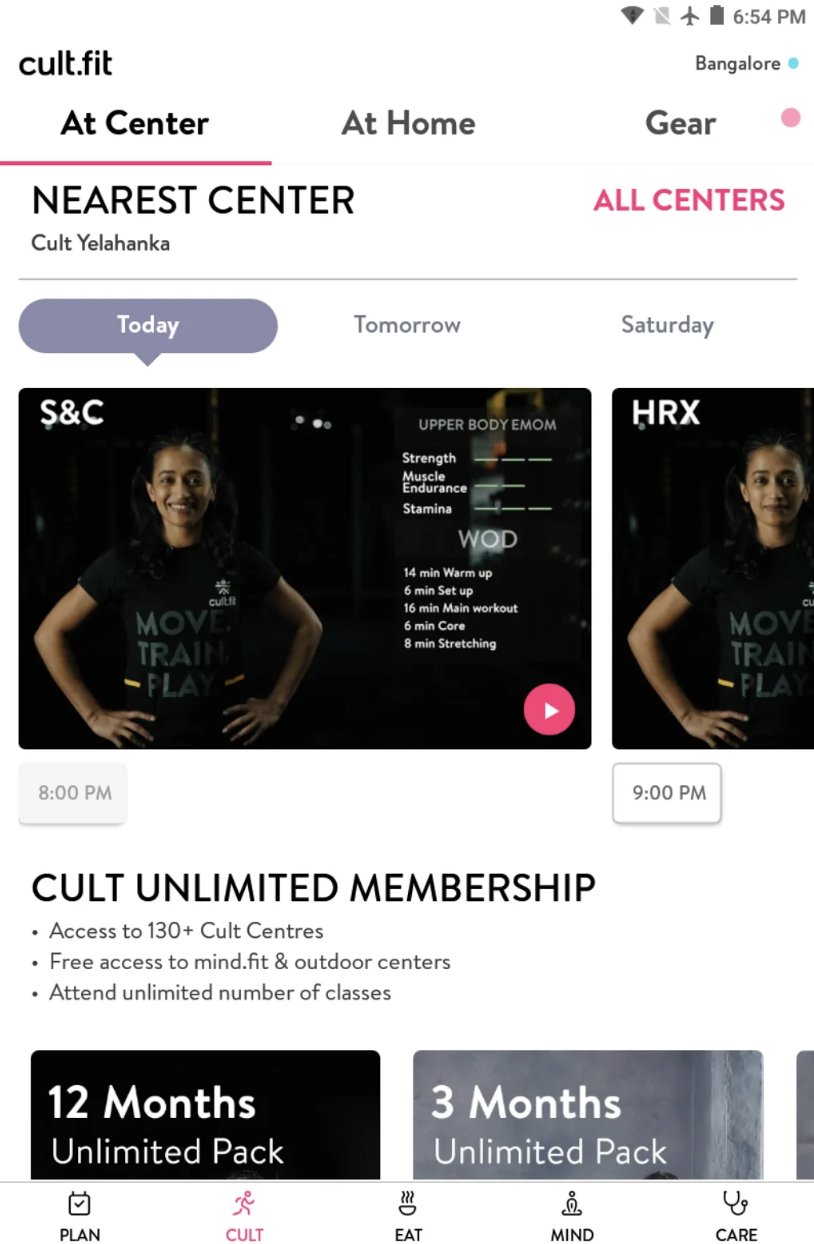 6:54 PM
cult.fit
Bangalore
At Center
At Home
Gear
NEAREST CENTER
ALL CENTERS
Cult Yelahanka
Today
Tomorrow
Saturday
S&C
UPPER BODY EMOM
Strength
Muscle
Endurance
Stamina
WOD
14 min Warm up
6 min Set up
16 min Main workout
6 min Core
8 min Stretching
cult.fit
MOVE.
TRAIN.
PLAY.
HRX
cu
MOVE
TRAIN
PLAY
8:00 PM
9:00 PM
CULT UNLIMITED MEMBERSHIP
• Access to 130+ Cult Centres
• Free access to mind.fit & outdoor centers
• Attend unlimited number of classes
12 Months
Unlimited Pack
3 Months
Unlimited Pack
PLAN
CULT
EAT
MIND
CARE